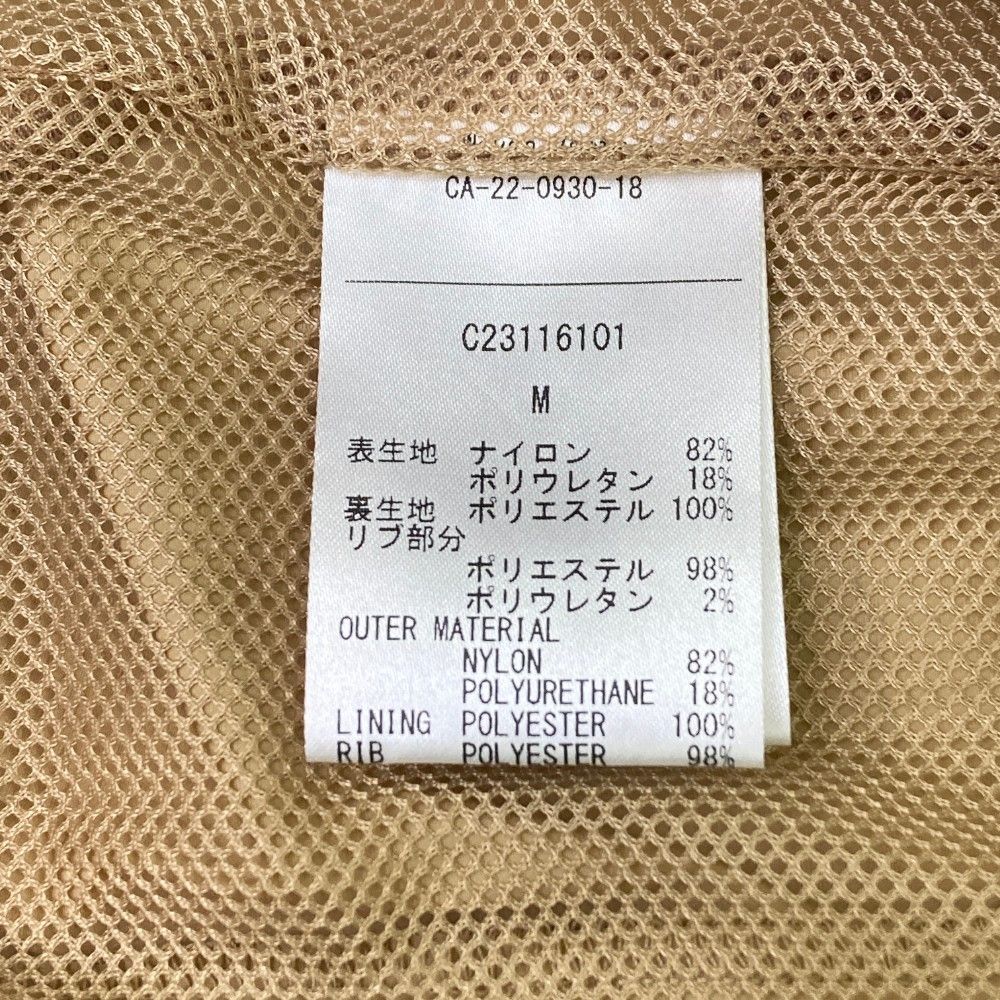 CA-22-0930-18
C23116101
M
表生地 ナイロン 82%
ポリウレタン 18%
裏生地 ポリエステル 100%
リブ部分
ポリエステル 98%
ポリウレタン 2%
OUTER MATERIAL
NYLON 82%
POLYURETHANE 18%
LINING POLYESTER 100%
RIB POLYESTER 98%